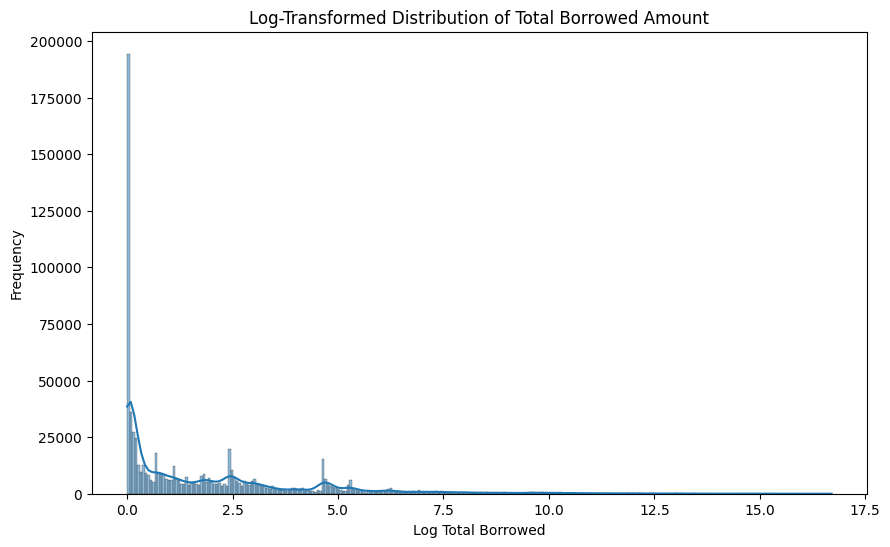 Log-Transformed Distribution of Total Borrowed Amount
200000
175000
150000
125000
100000
75000
50000
25000
0
Frequency
0.0 2.5 5.0 7.5 10.0 12.5 15.0 17.5
Log Total Borrowed